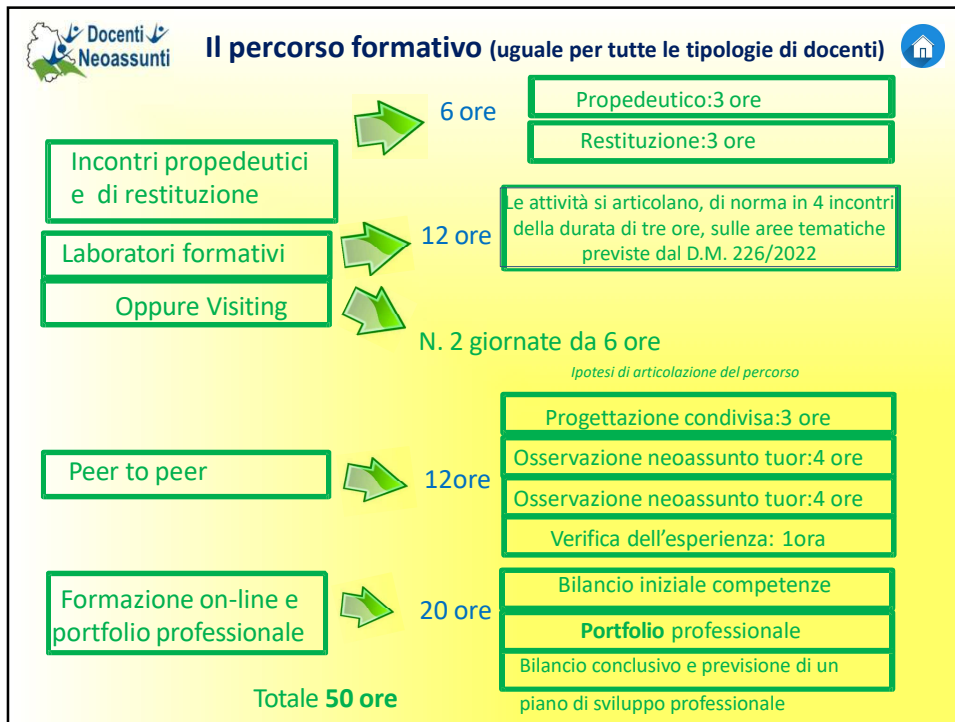 Docenti
Neoassunti
Il percorso formativo (uguale per tutte le tipologie di docenti)
6 ore
Propedeutico:3 ore
Restituzione:3 ore
Incontri propedeutici
e di restituzione
Laboratori formativi
12 ore
Le attività si articolano, di norma in 4 incontri
della durata di tre ore, sulle aree tematiche
previste dal D.M. 226/2022
Oppure Visiting
N. 2 giornate da 6 ore
Ipotesi di articolazione del percorso
Peer to peer
12ore
Progettazione condivisa:3 ore
Osservazione neoassunto tuor:4 ore
Osservazione neoassunto tuor:4 ore
Verifica dell'esperienza: 1ora
Formazione on-line e
portfolio professionale
20 ore
Bilancio iniziale competenze
Portfolio professionale
Bilancio conclusivo e previsione di un
piano di sviluppo professionale
Totale 50 ore